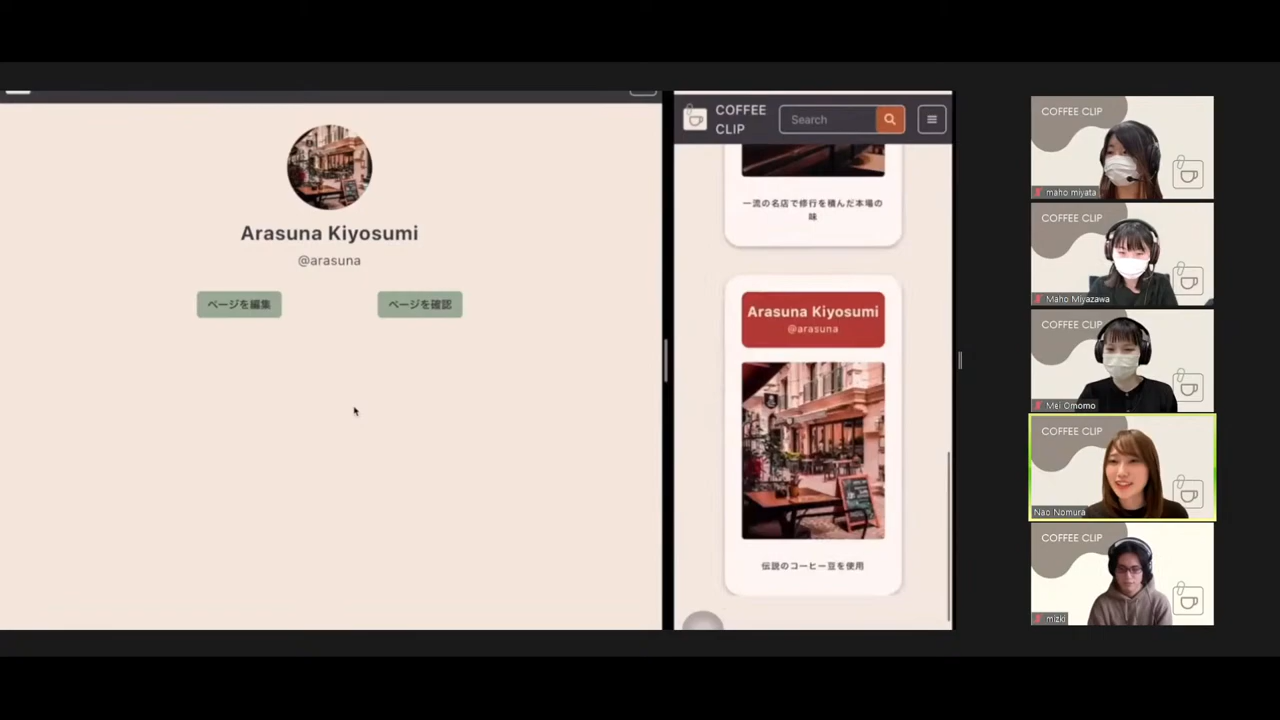 Arasuna Kiyosumi
@arasuna
ページを編集
ページを確認
COFFEE
CLIP
Search
一流の名店で修行を積んだ本場の
味
Arasuna Kiyosumi
@arasuna
伝説のコーヒー豆を使用
COFFEE CLIP
maho miyata
COFFEE CLIP
Maho Miyazawa
COFFEE CLIP
Mei Omomo
COFFEE CLIP
Nao Nomura
COFFEE CLIP
mizki